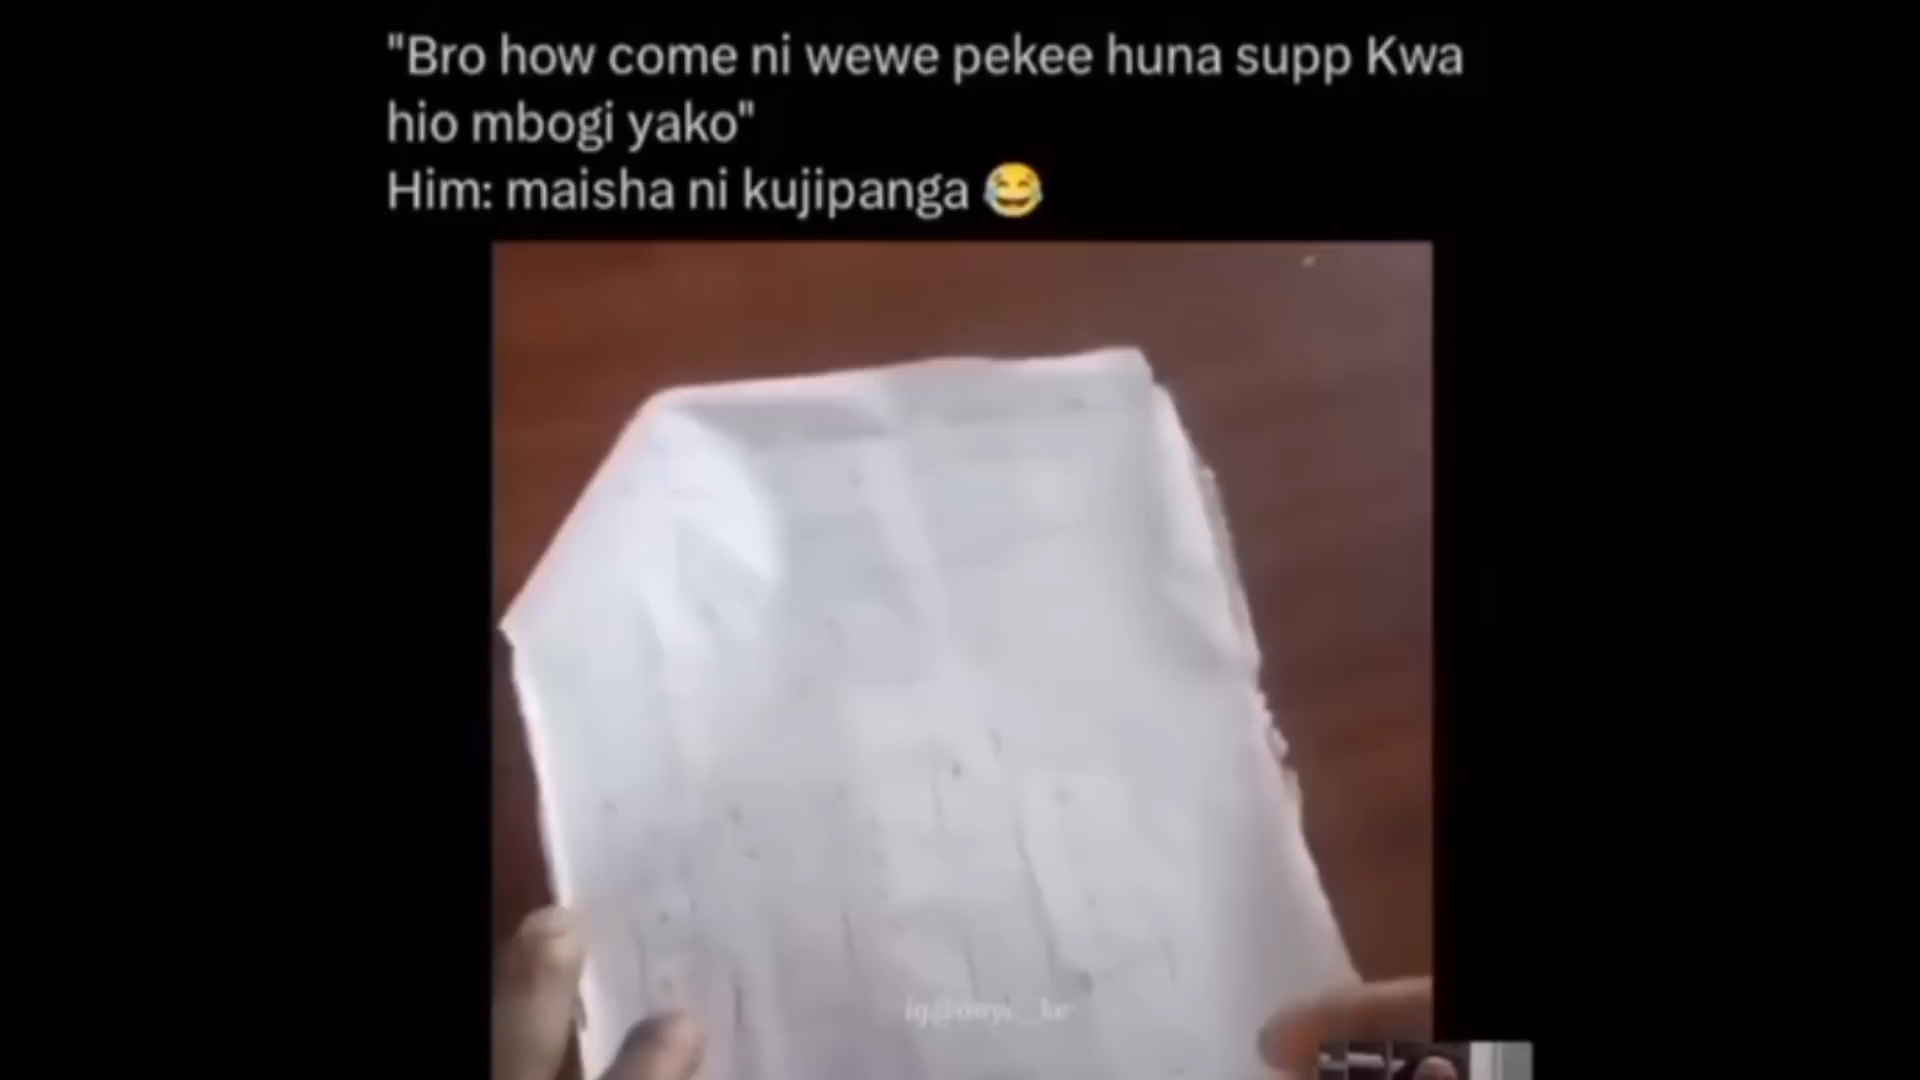 "Bro how come ni wewe pekee huna supp Kwa
hio mbogi yako"
Him: maisha ni kujipanga 😂